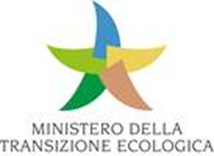 MINISTERO DELLA
TRANSIZIONE ECOLOGICA